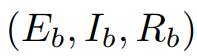 (E_b, I_b, R_b)